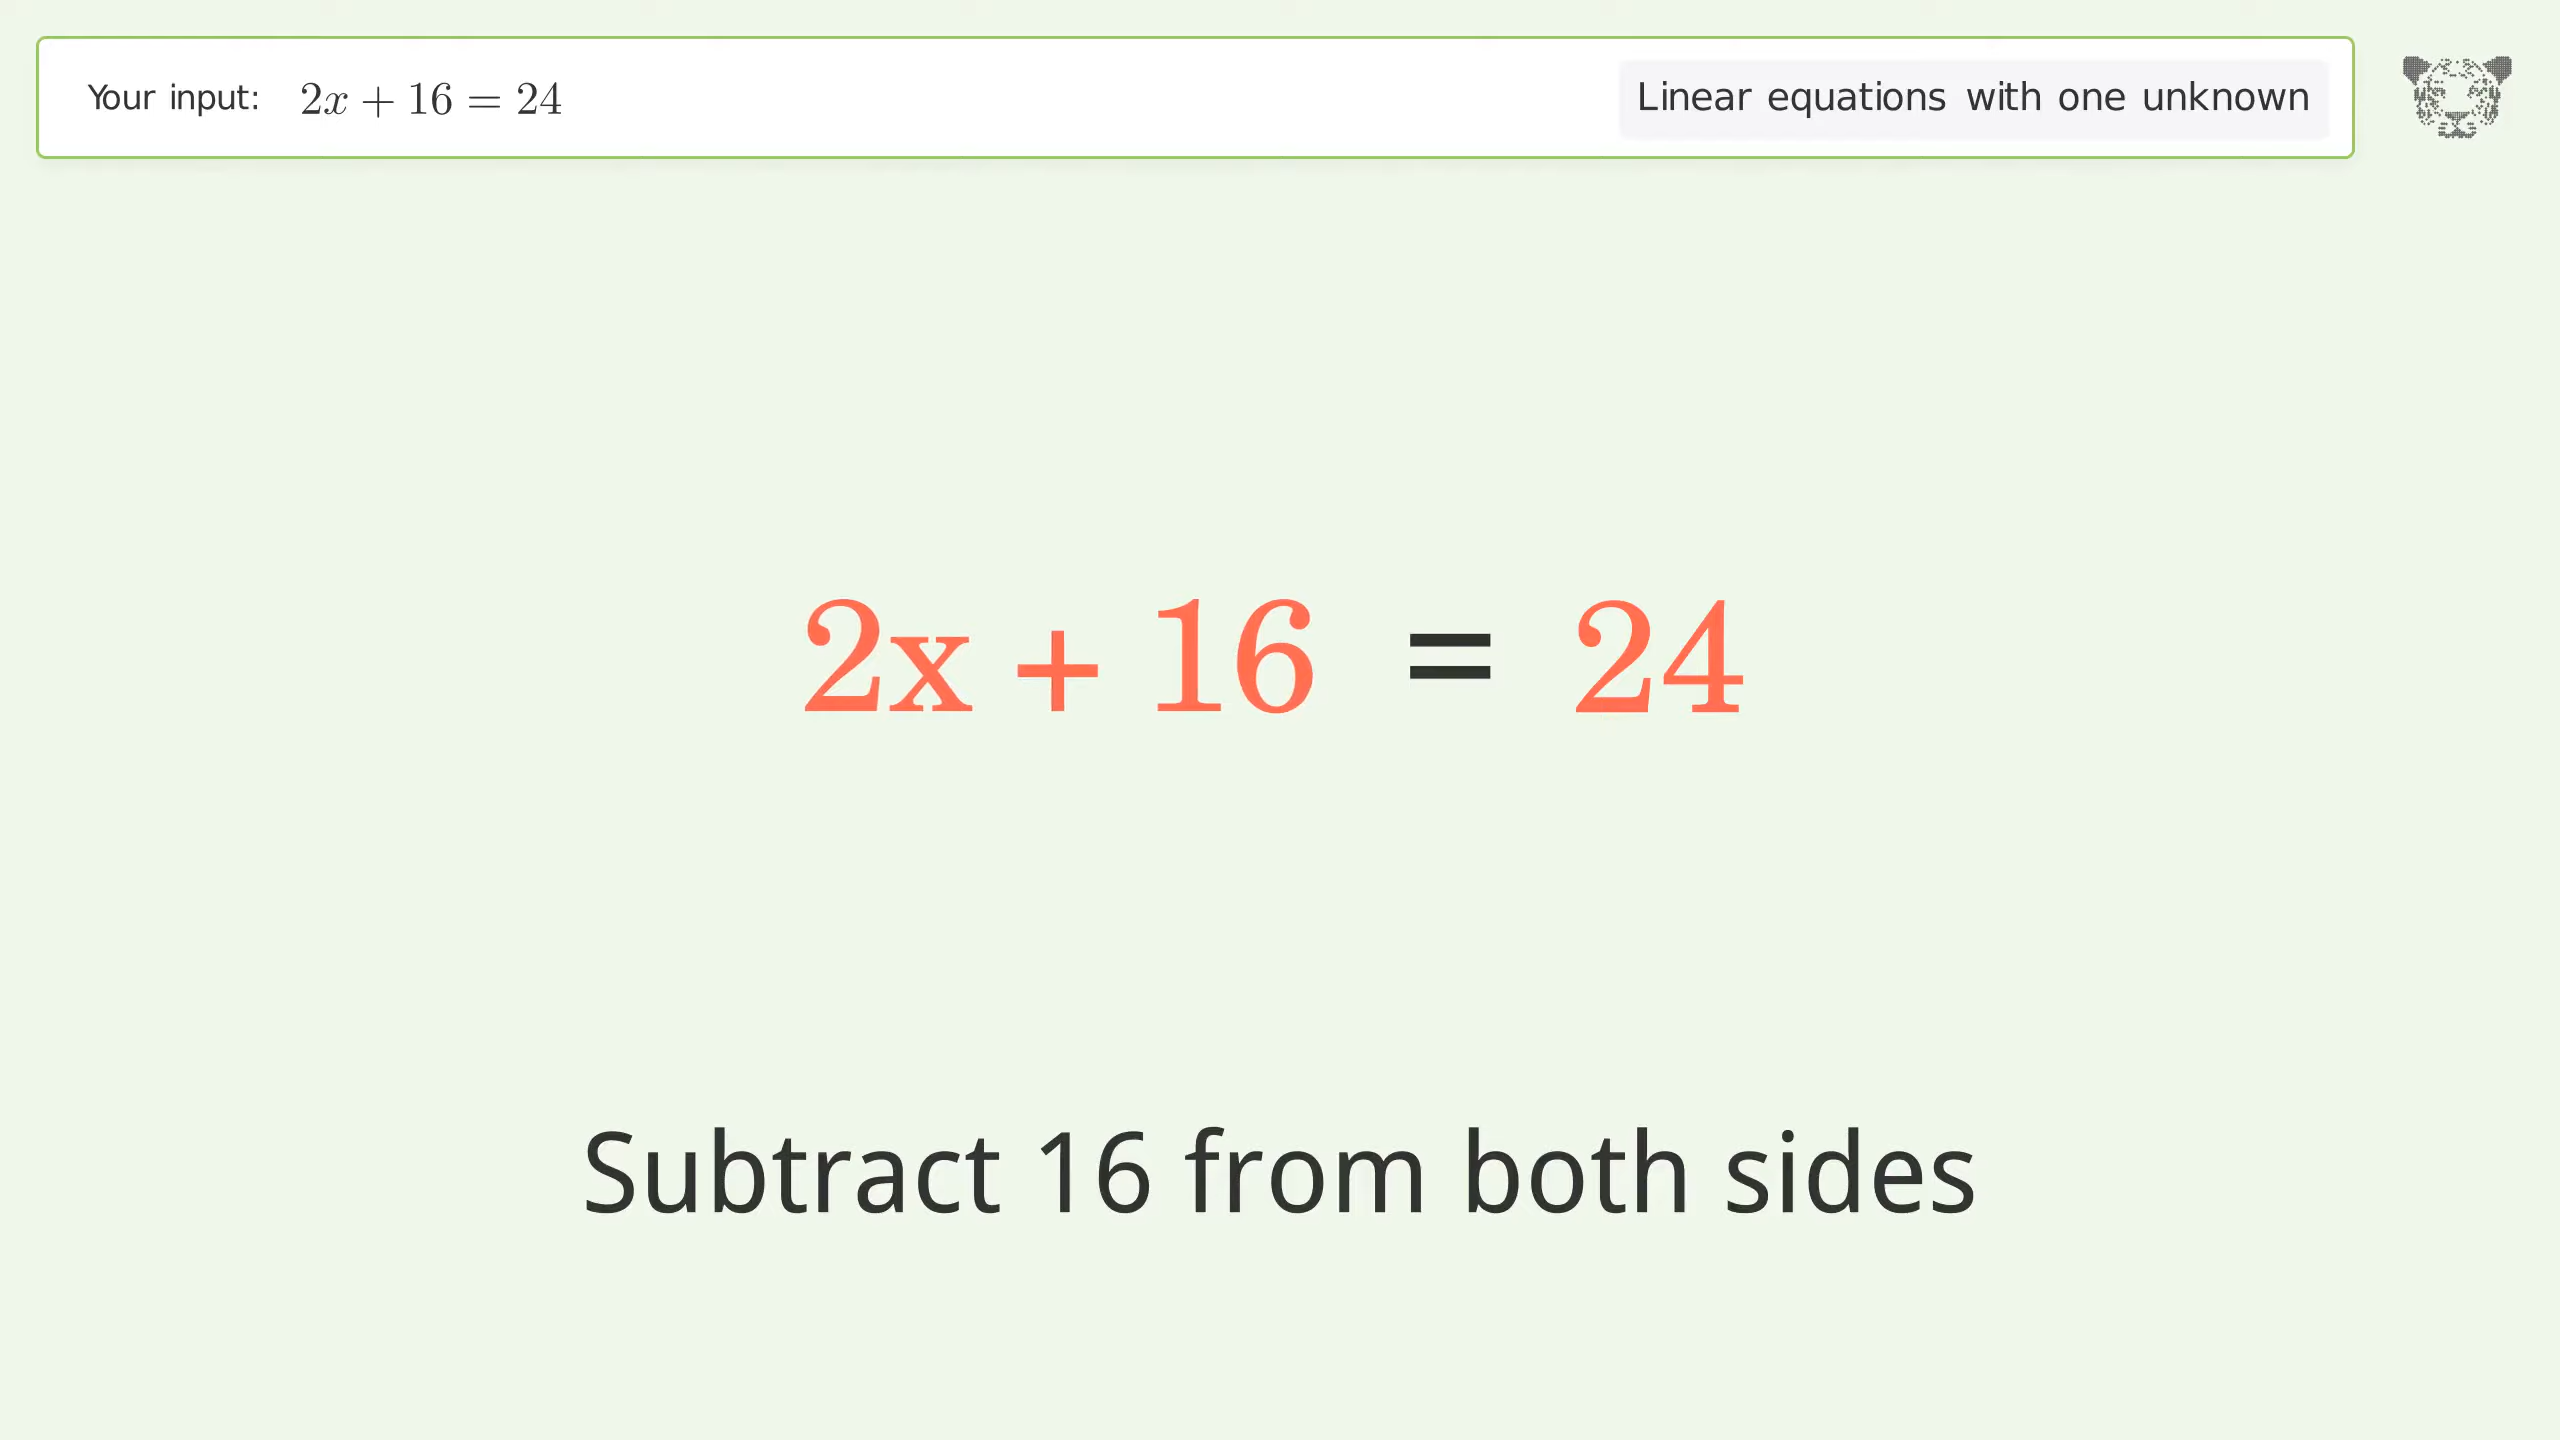 Your input: 2x + 16 = 24 Linear equations with one unknown
2x + 16 = 24
Subtract 16 from both sides